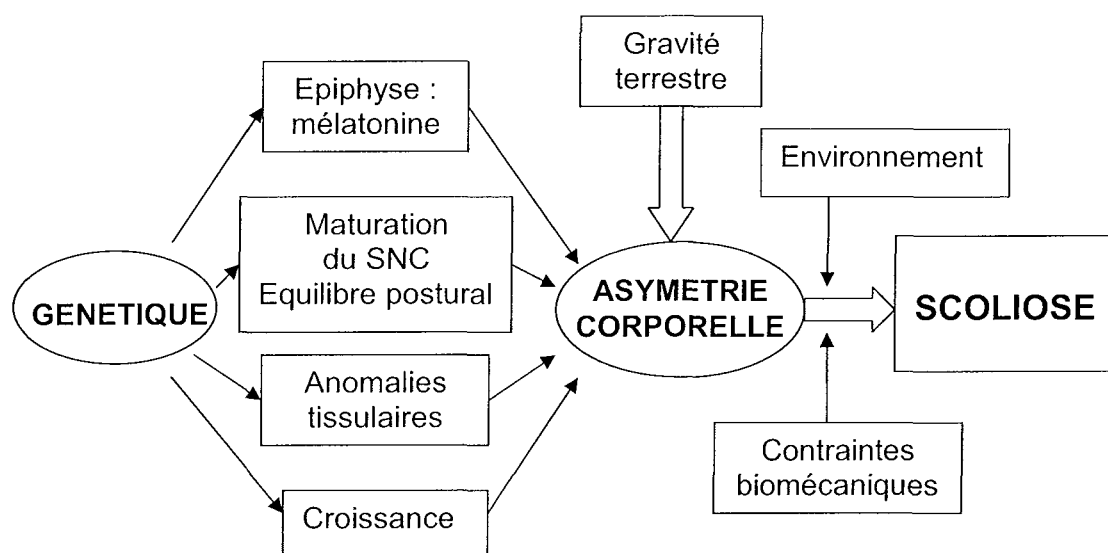 GENETIQUE
Epiphyse :
mélatonine
Maturation
du SNC
Equilibre postural
Anomalies
tissulaires
Croissance
Gravité
terrestre
ASYMETRIE
CORPORELLE
Environnement
Contraintes
biomécaniques
SCOLIOSE